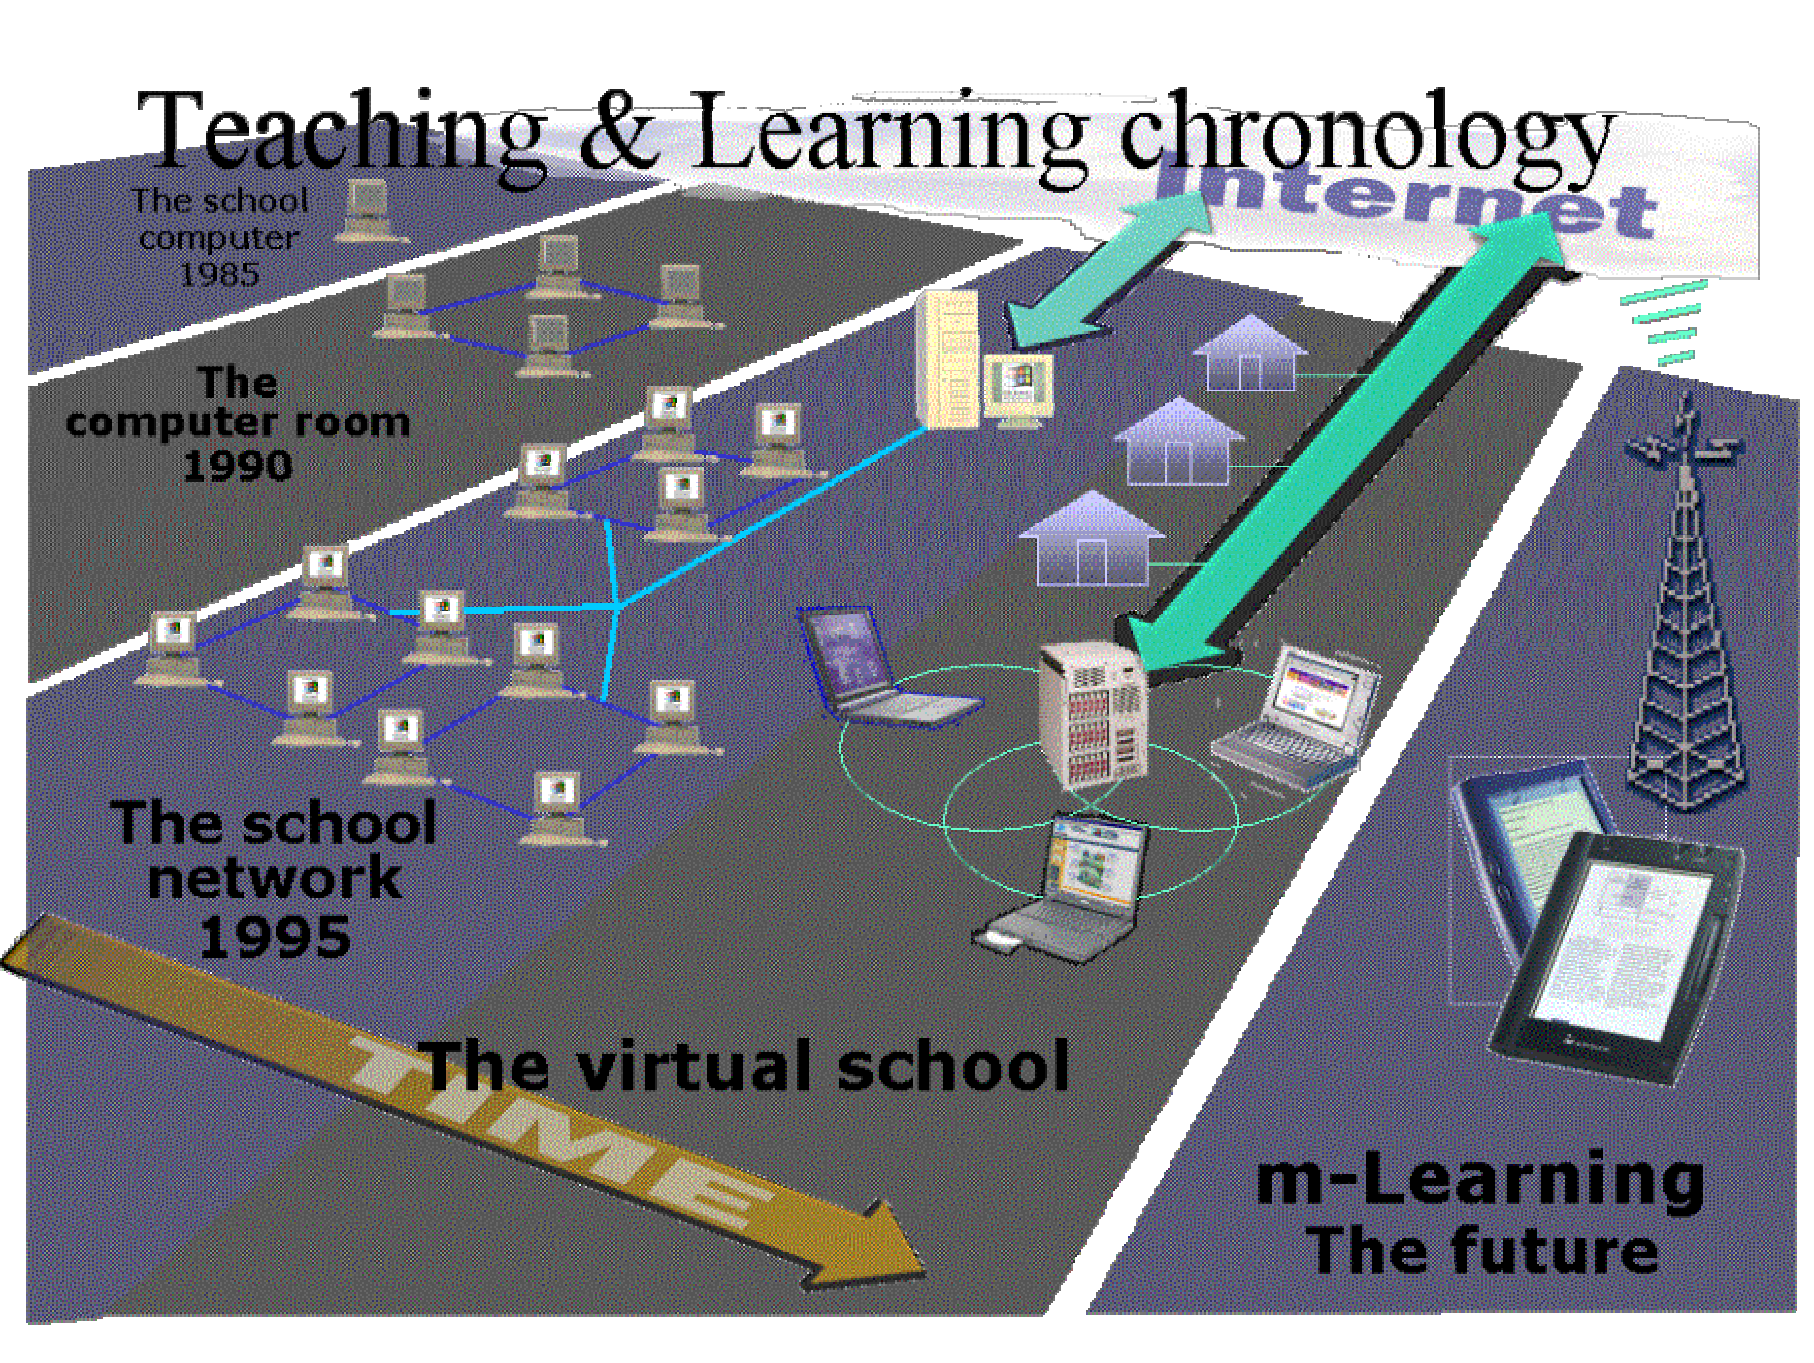 Teaching & Learning chronology
Internet
The school
computer
1985
The
computer room
1990
The school
network
1995
TIME
The virtual school
m-Learning
The future